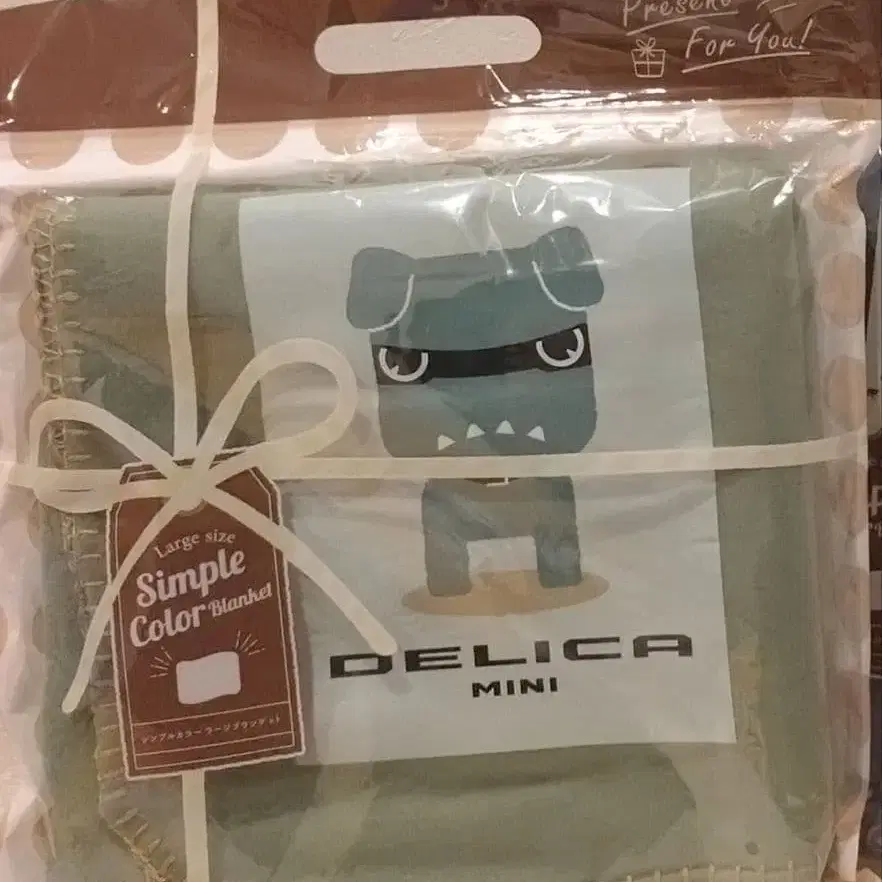 Present
For You!
Large size
Simple
Color Blanket
シンプルカラー ラージブランケット
DELICA
MINI